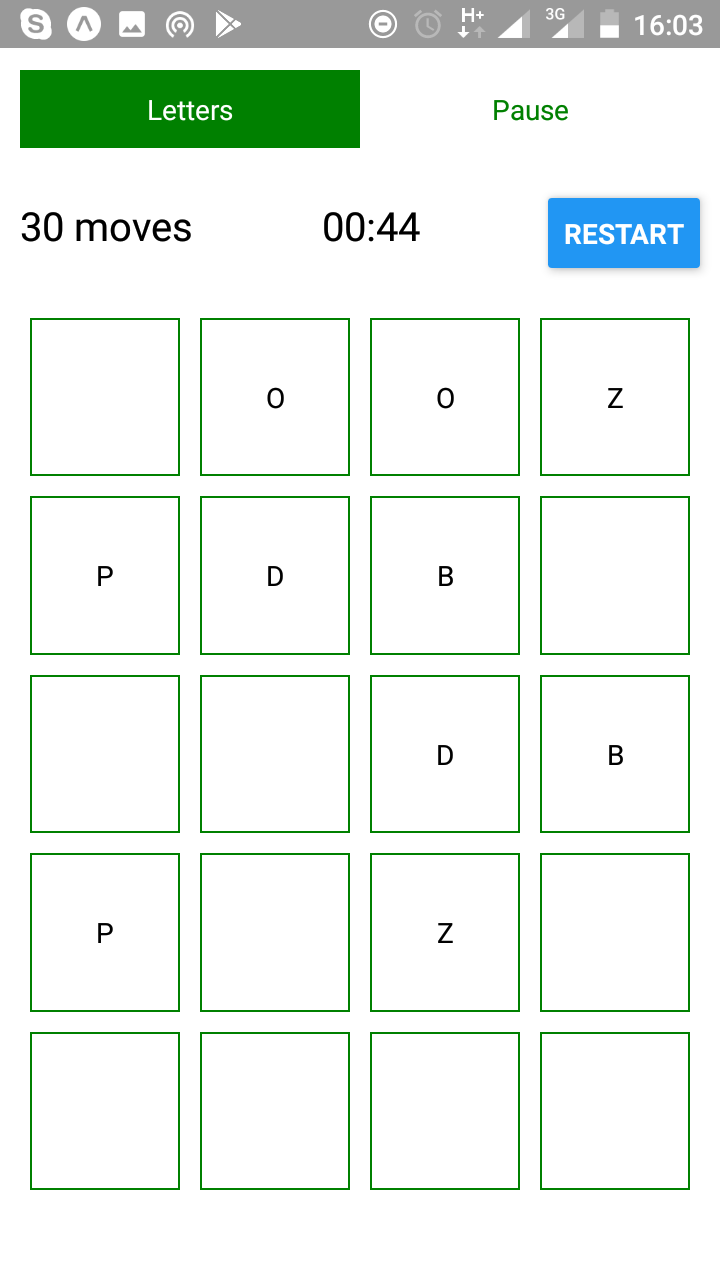 H+ 3G 16:03
Letters Pause
30 moves 00:44 RESTART
O O Z
P D B
D B
P Z